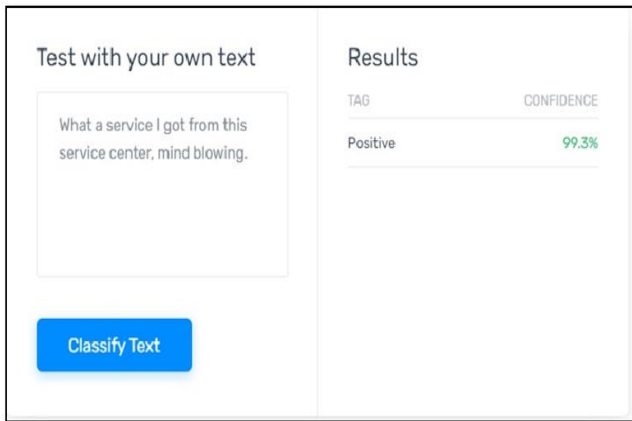 Test with your own text
What a service I got from this
service center, mind blowing.
Classify Text
Results
TAG CONFIDENCE
Positive 99.3%